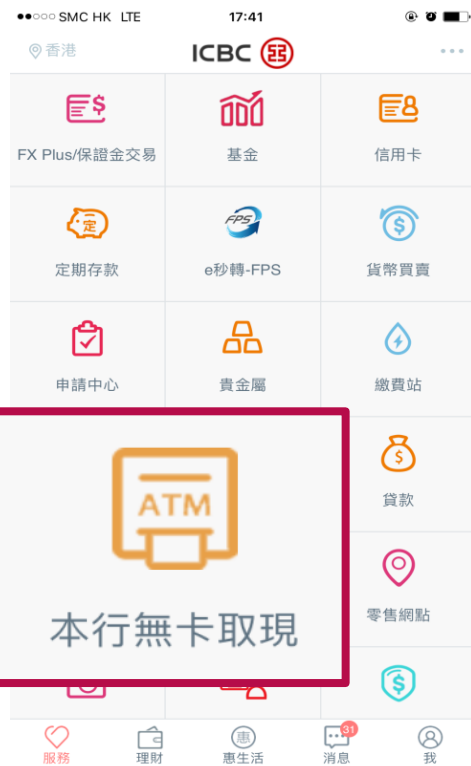 SMC HK LTE 17:41
香港 ICBC
FX Plus/保證金交易 基金 信用卡
定 FPS
定期存款 e秒轉-FPS 貨幣買賣
申請中心 貴金屬 繳費站
ATM
貸款
本行無卡取現
零售網點
31
服務 理財 惠生活 消息 我